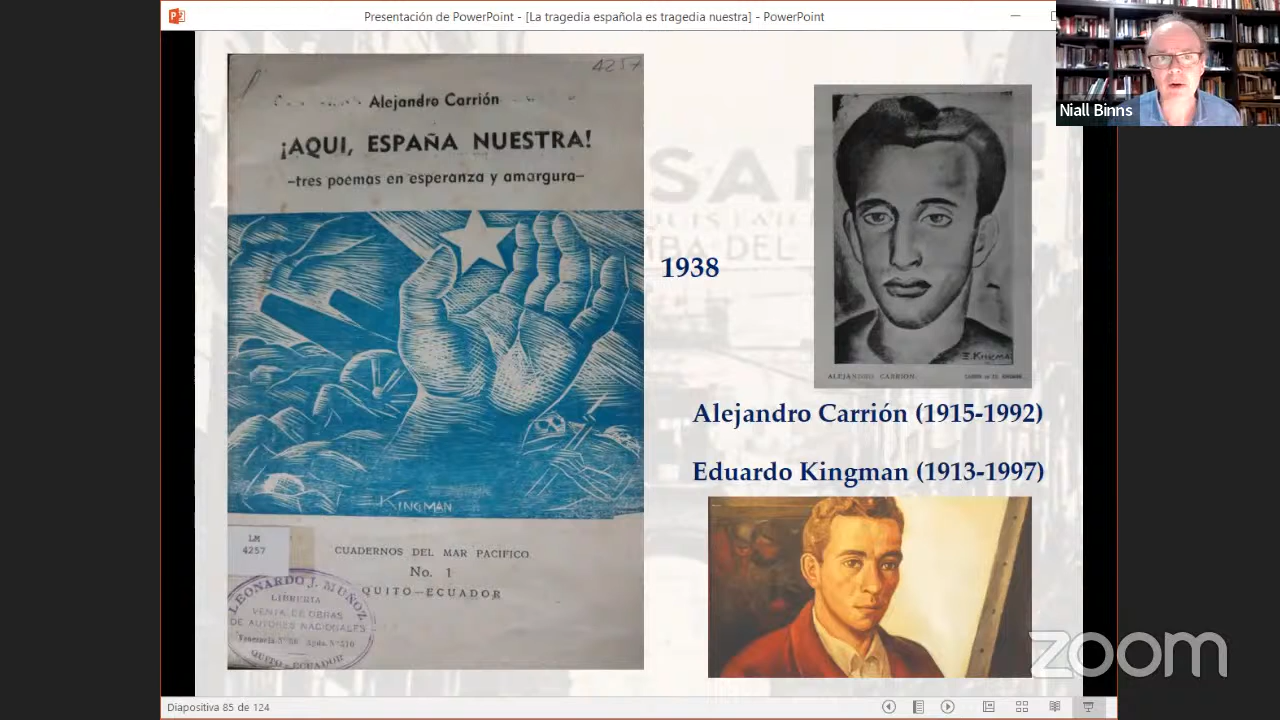 Presentación de PowerPoint - [La tragedia española es tragedia nuestra] - PowerPoint
Niall Binns
4257
Alejandro Carrión
¡AQUI, ESPAÑA NUESTRA!
—tres poemas en esperanza y amargura—
KINGMAN
LM
4257
CUADERNOS DEL MAR PACIFICO
No. 1
QUITO—ECUADOR
LEONARDO J. MUÑOZ
LIBRERIA
VENTA DE OBRAS
DE AUTORES NACIONALES
QUITO - ECUADOR
1938
E. KINGMAN
ALEJANDRO CARRION
Alejandro Carrión (1915-1992)
Eduardo Kingman (1913-1997)
zoom
Diapositiva 85 de 124